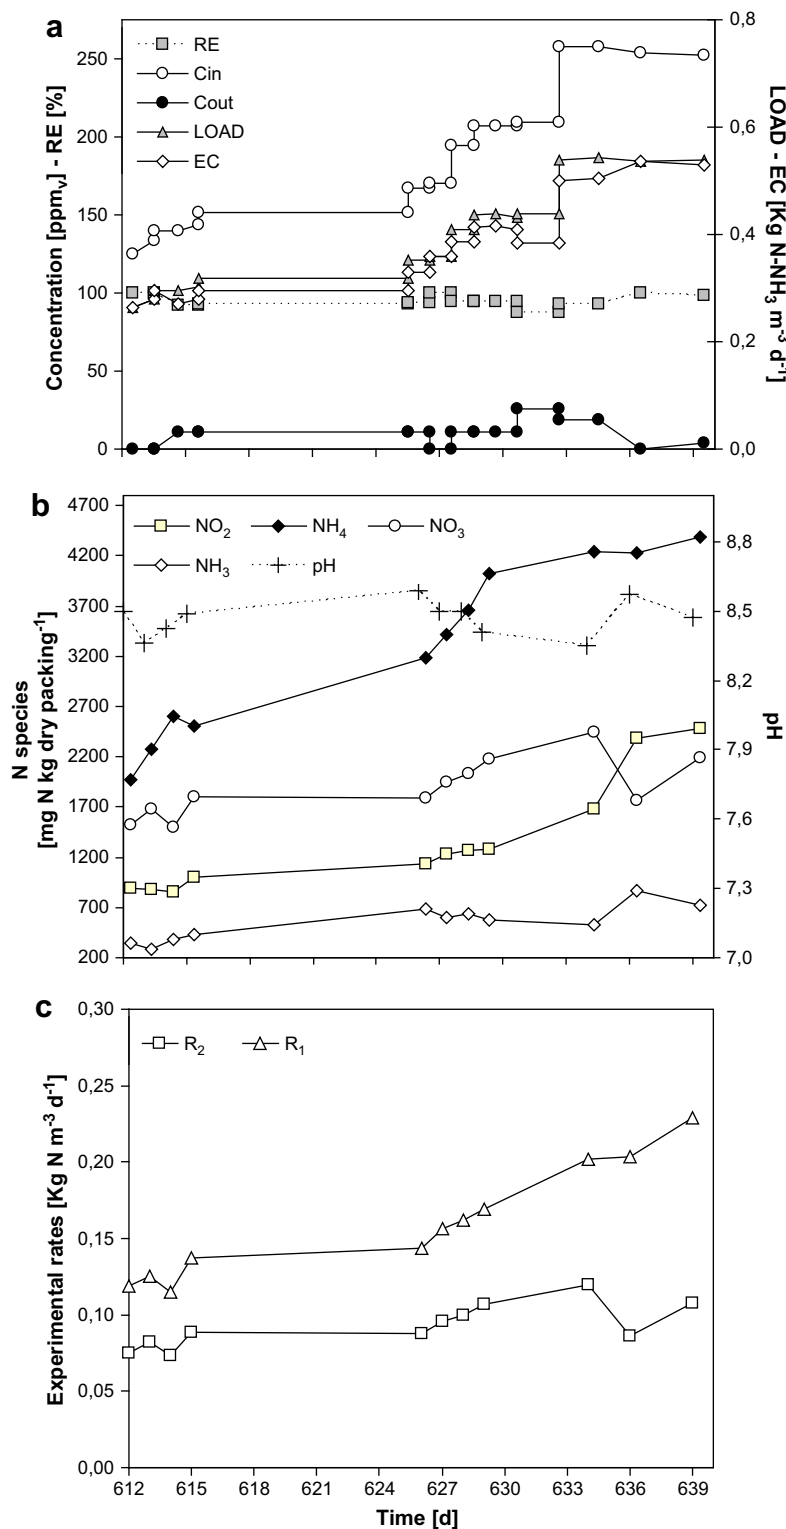 a
RE
Cin
Cout
LOAD
EC
250
200
150
100
50
0
Concentration [ppmv] - RE [%]
0,8
0,6
0,4
0,2
0,0
LOAD - EC [Kg N-NH3 m-3 d-1]
b
NO2
NH4
NO3
NH3
pH
4700
4200
3700
3200
2700
2200
1700
1200
700
200
N species
[mg N kg dry packing-1]
8,8
8,5
8,2
7,9
7,6
7,3
7,0
pH
c
R2
R1
0,30
0,25
0,20
0,15
0,10
0,05
0,00
Experimental rates [Kg N m-3 d-1]
612 615 618 621 624 627 630 633 636 639
Time [d]